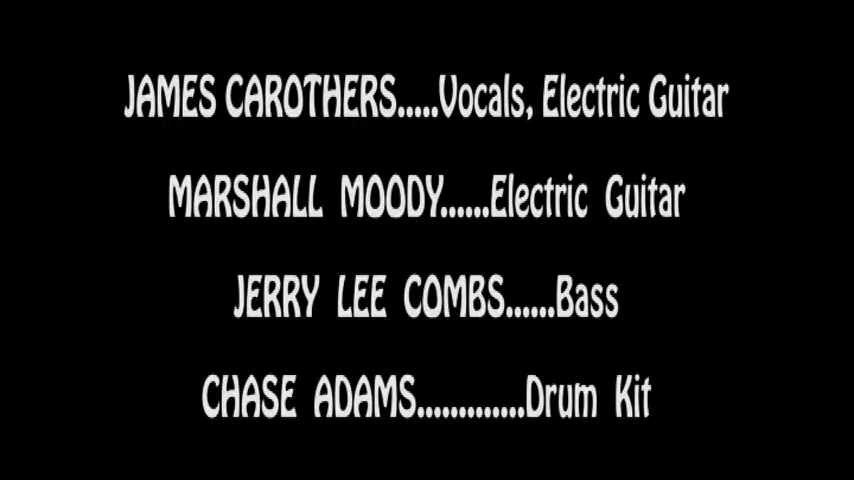 JAMES CAROTHERS.....Vocals, Electric Guitar
MARSHALL MOODY......Electric Guitar
JERRY LEE COMBS......Bass
CHASE ADAMS.............Drum Kit